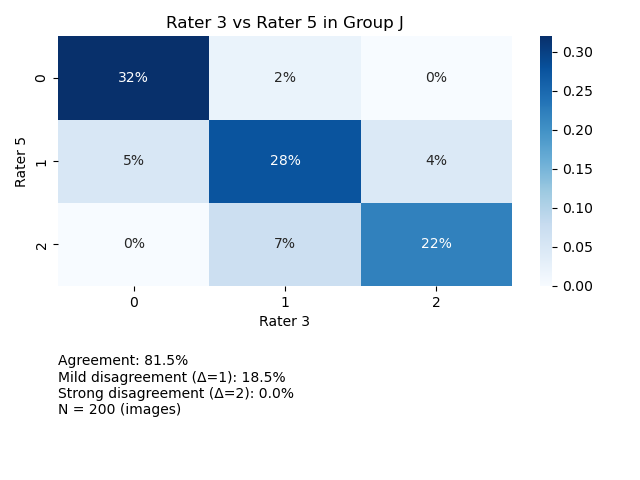 Rater 3 vs Rater 5 in Group J
0 32% 2% 0%
1 5% 28% 4%
2 0% 7% 22%
0 1 2
Rater 3
Rater 5
0.30
0.25
0.20
0.15
0.10
0.05
0.00
Agreement: 81.5%
Mild disagreement (Δ=1): 18.5%
Strong disagreement (Δ=2): 0.0%
N = 200 (images)